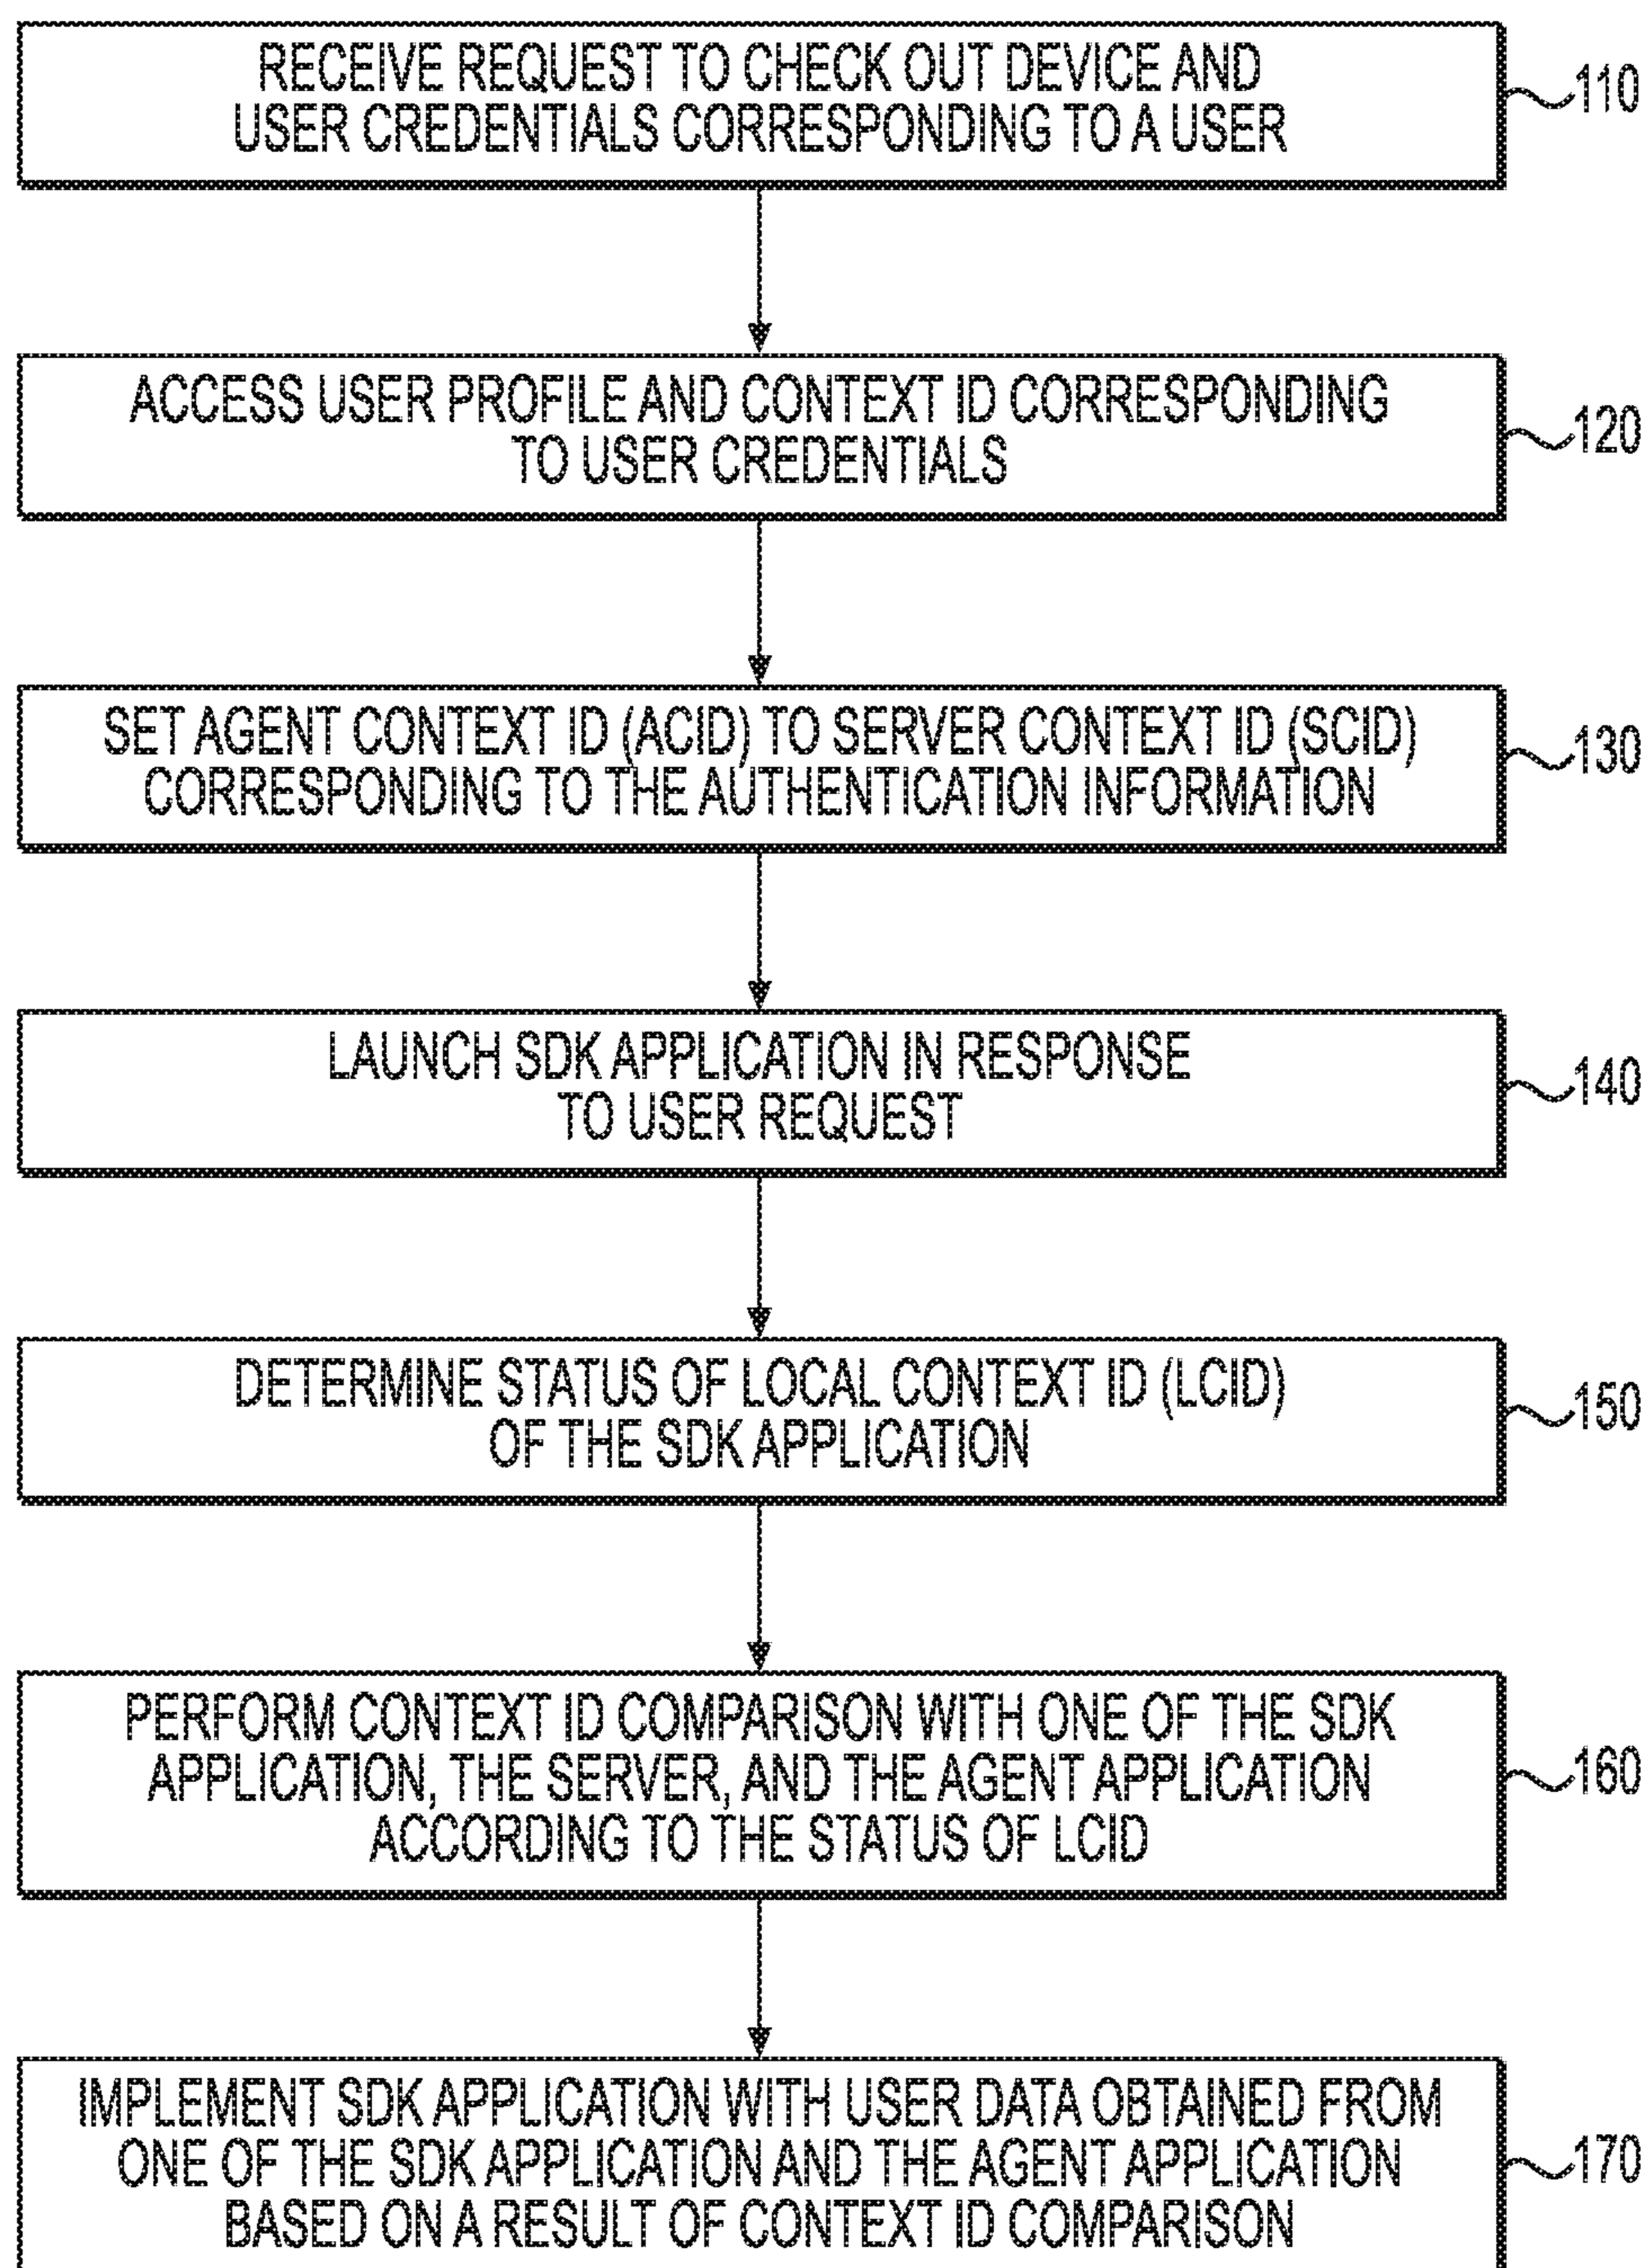 RECEIVE REQUEST TO CHECK OUT DEVICE AND
USER CREDENTIALS CORRESPONDING TO A USER
110
ACCESS USER PROFILE AND CONTEXT ID CORRESPONDING
TO USER CREDENTIALS
120
SET AGENT CONTEXT ID (ACID) TO SERVER CONTEXT ID (SCID)
CORRESPONDING TO THE AUTHENTICATION INFORMATION
130
LAUNCH SDK APPLICATION IN RESPONSE
TO USER REQUEST
140
DETERMINE STATUS OF LOCAL CONTEXT ID (LCID)
OF THE SDK APPLICATION
150
PERFORM CONTEXT ID COMPARISON WITH ONE OF THE SDK
APPLICATION, THE SERVER, AND THE AGENT APPLICATION
ACCORDING TO THE STATUS OF LCID
160
IMPLEMENT SDK APPLICATION WITH USER DATA OBTAINED FROM
ONE OF THE SDK APPLICATION AND THE AGENT APPLICATION
BASED ON A RESULT OF CONTEXT ID COMPARISON
170